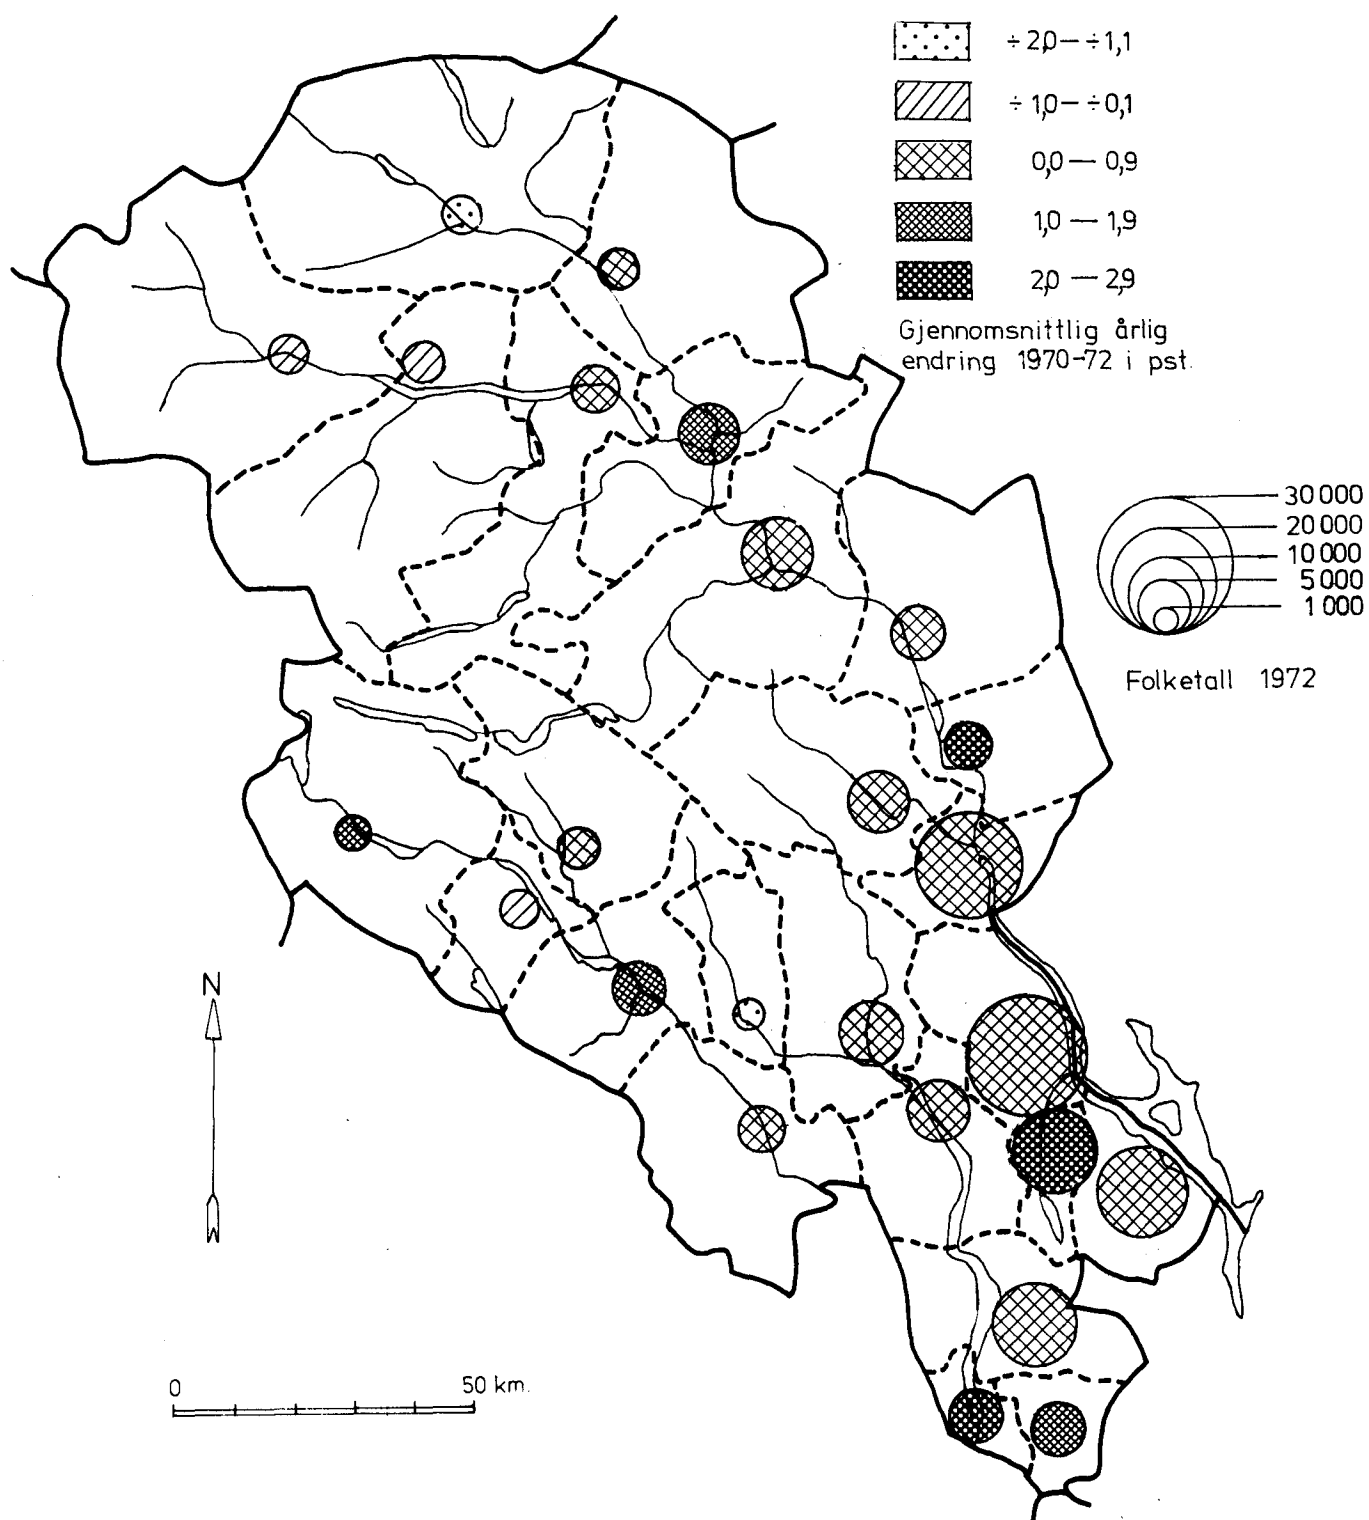 ÷ 2,0 — ÷ 1,1
÷ 1,0 — ÷ 0,1
0,0 — 0,9
1,0 — 1,9
2,0 — 2,9
Gjennomsnittlig årlig
endring 1970-72 i pst.
30 000
20 000
10 000
5 000
1 000
Folketall 1972
N
0 50 km.